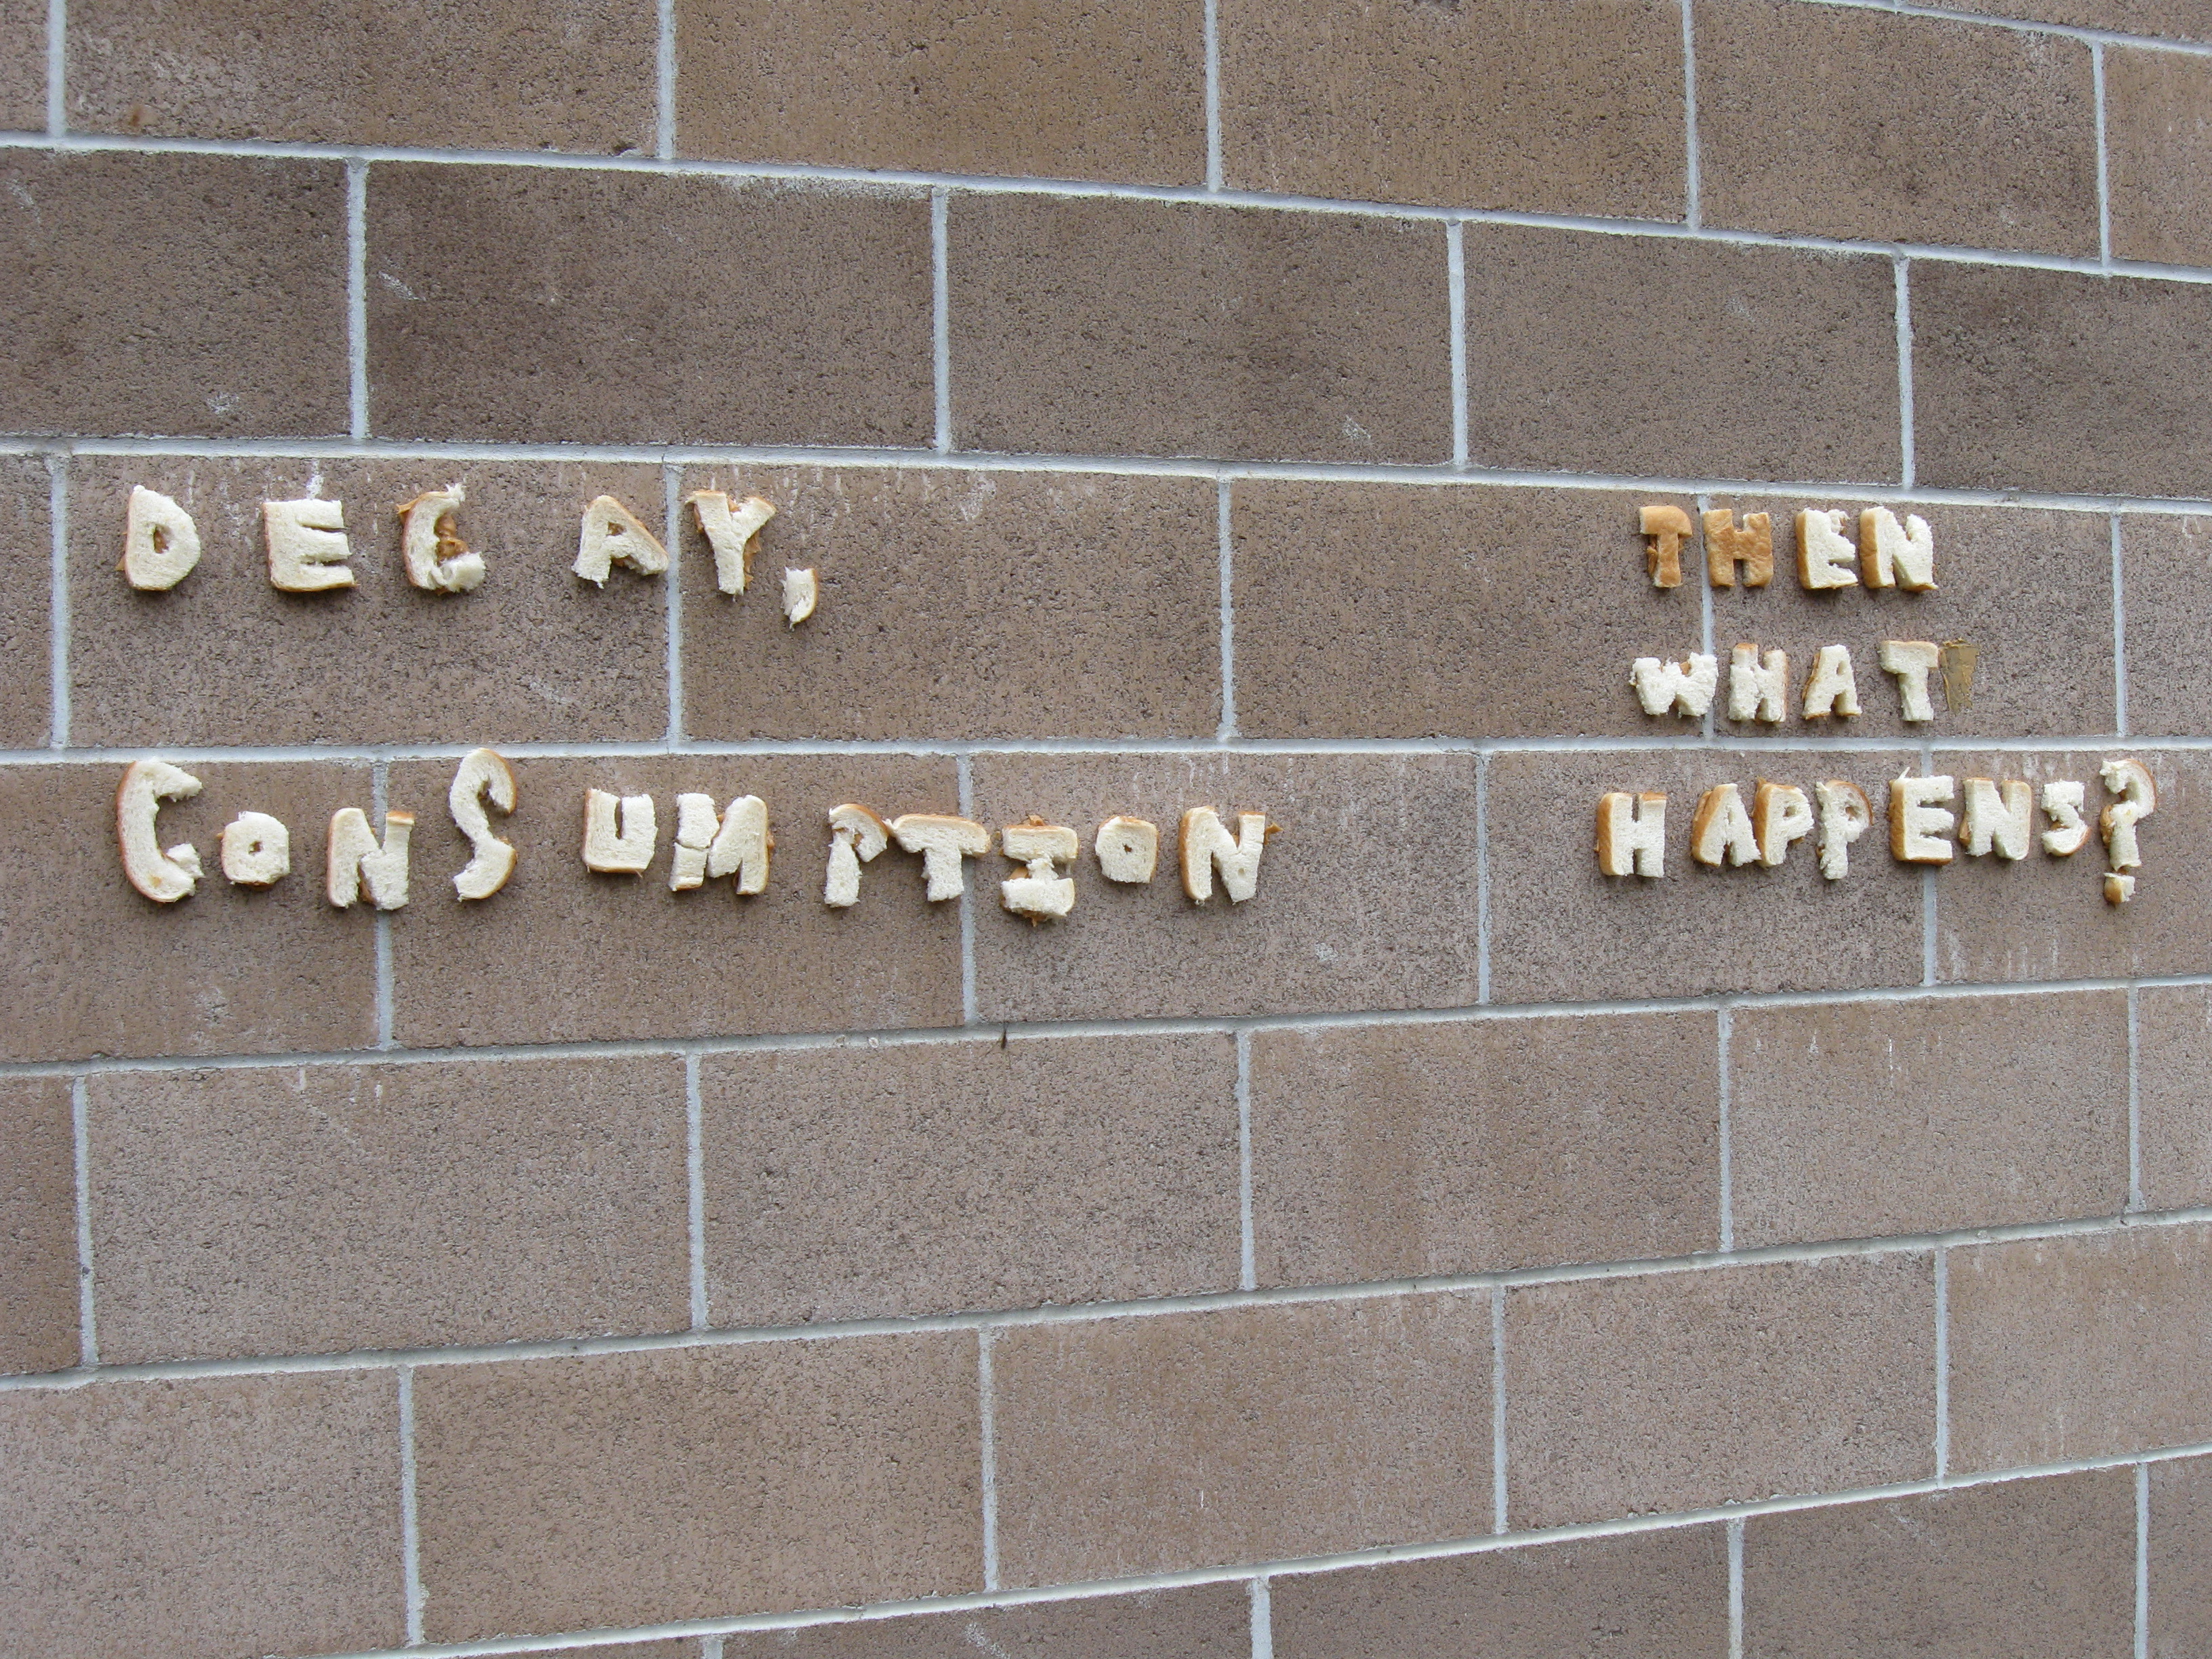 DECAY,
CONSUMPTION
THEN
WHAT
HAPPENS?